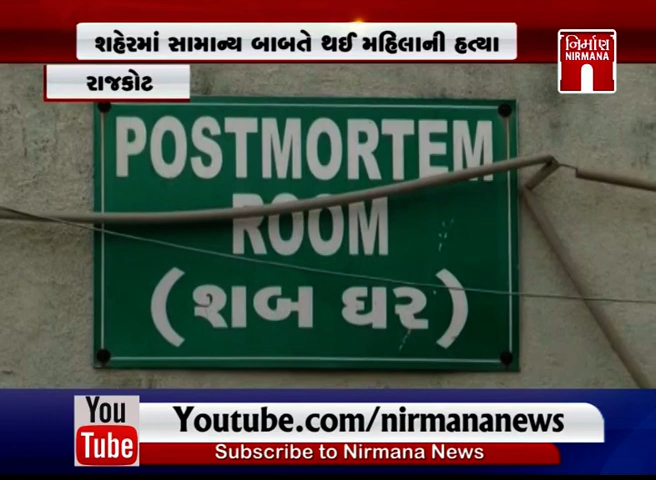 શહેરમાં સામાન્ય બાબતે થઈ મહિલાની હત્યા
રાજકોટ
નિર્માણ
NIRMANA
POSTMORTEM
ROOM
(શબ ઘર)
You
Tube
Youtube.com/nirmananews
Subscribe to Nirmana News